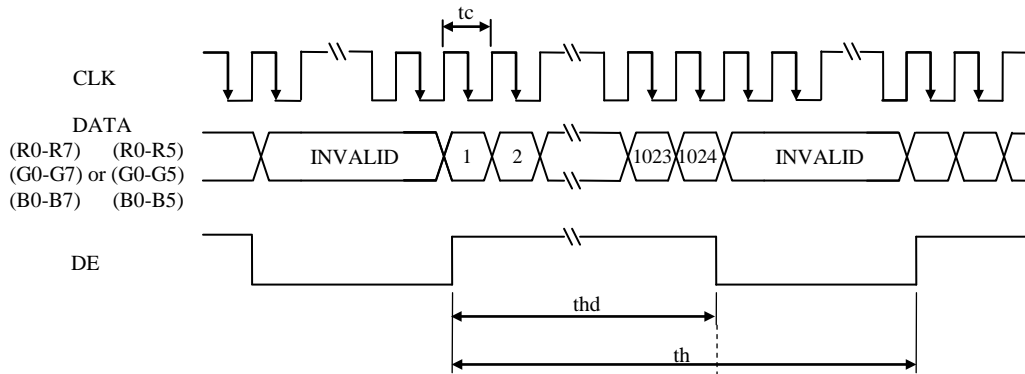 tc
CLK
DATA
(R0-R7) (R0-R5)
(G0-G7) or (G0-G5)
(B0-B7) (B0-B5)
INVALID 1 2 1023 1024 INVALID
DE
thd
th